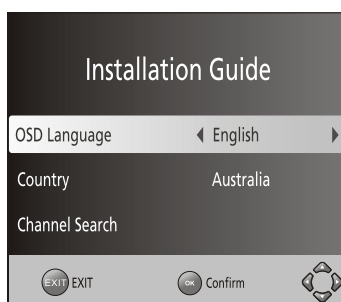 Installation Guide
OSD Language English
Country Australia
Channel Search
EXIT EXIT OK Confirm